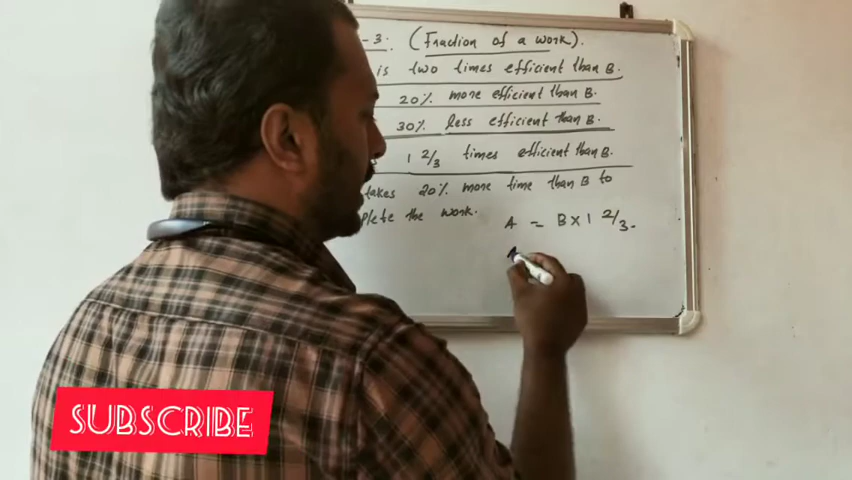 -3. (Fraction of a work).
is two times efficient than B.
20% more efficient than B.
30% less efficient than B.
1 2/3 times efficient than B.
takes 20% more time than B to
plete the work.
A = B x 1 2/3.
A
SUBSCRIBE